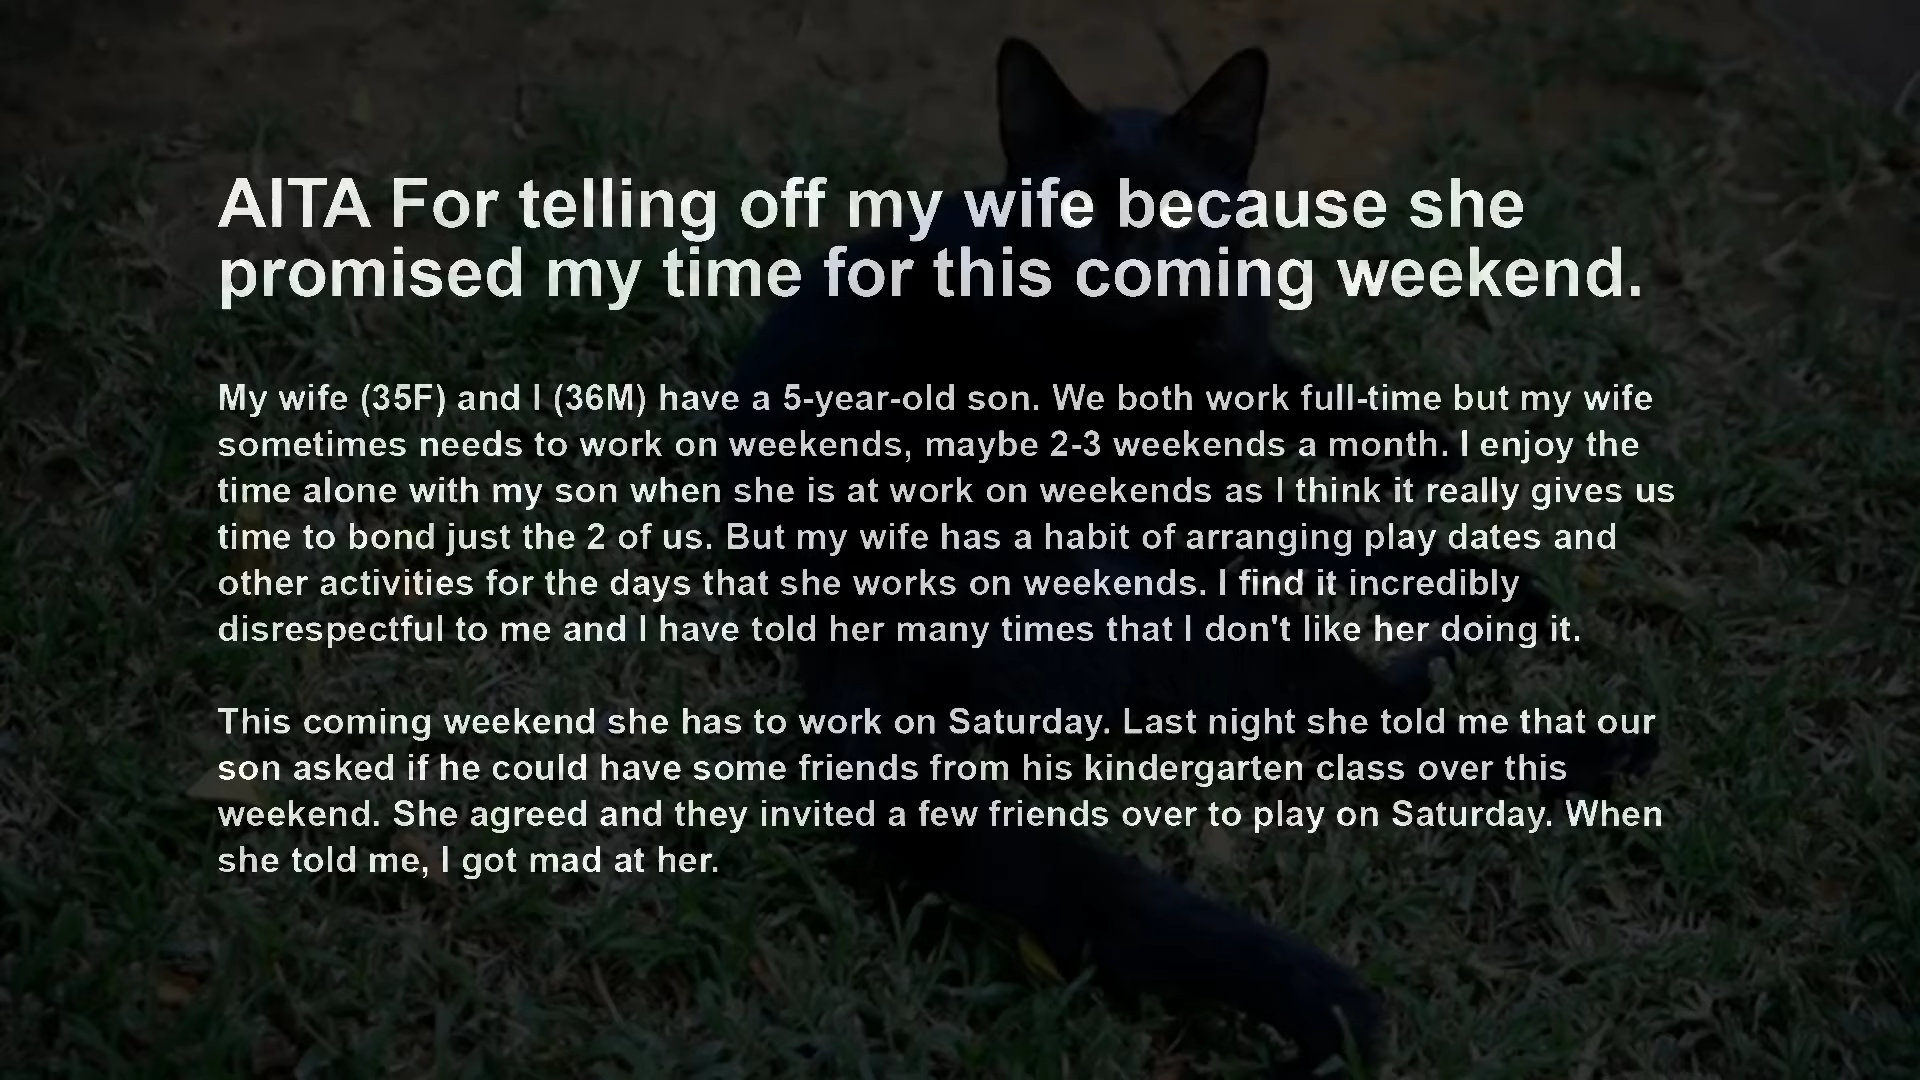 AITA For telling off my wife because she
promised my time for this coming weekend.
My wife (35F) and I (36M) have a 5-year-old son. We both work full-time but my wife
sometimes needs to work on weekends, maybe 2-3 weekends a month. I enjoy the
time alone with my son when she is at work on weekends as I think it really gives us
time to bond just the 2 of us. But my wife has a habit of arranging play dates and
other activities for the days that she works on weekends. I find it incredibly
disrespectful to me and I have told her many times that I don't like her doing it.
This coming weekend she has to work on Saturday. Last night she told me that our
son asked if he could have some friends from his kindergarten class over this
weekend. She agreed and they invited a few friends over to play on Saturday. When
she told me, I got mad at her.